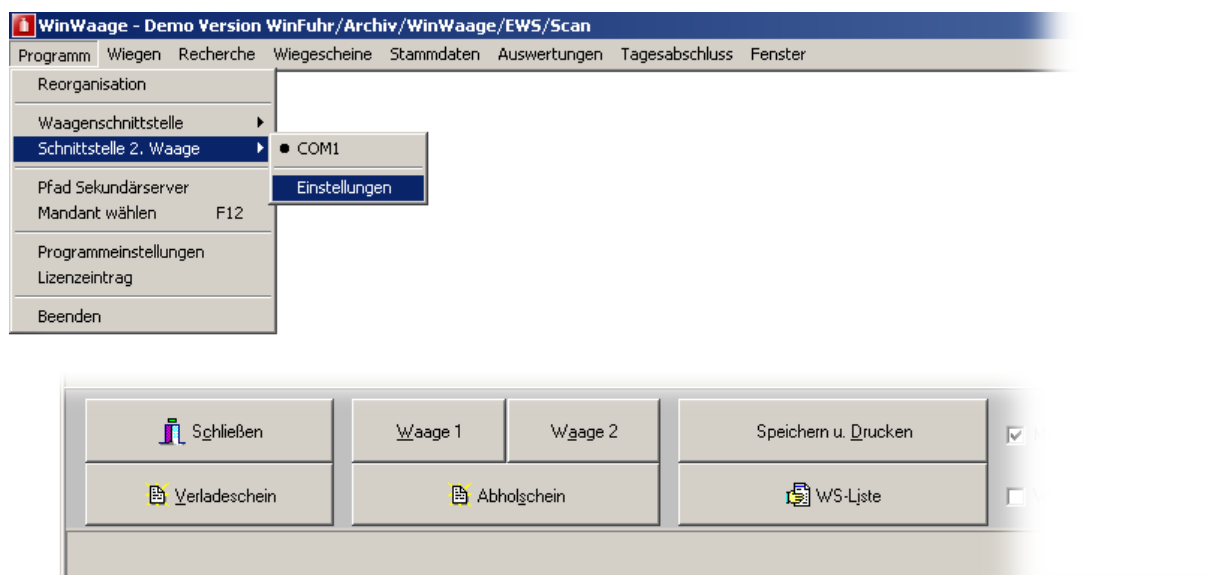 WinWaage - Demo Version WinFuhr/Archiv/WinWaage/EWS/Scan
Programm Wiegen Recherche Wiegescheine Stammdaten Auswertungen Tagesabschluss Fenster
Reorganisation
Waagenschnittstelle
Schnittstelle 2. Waage
COM1
Einstellungen
Pfad Sekundärserver
Mandant wählen F12
Programmeinstellungen
Lizenzeintrag
Beenden
Schließen Waage 1 Waage 2 Speichern u. Drucken
Verladeschein Abholschein WS-Liste